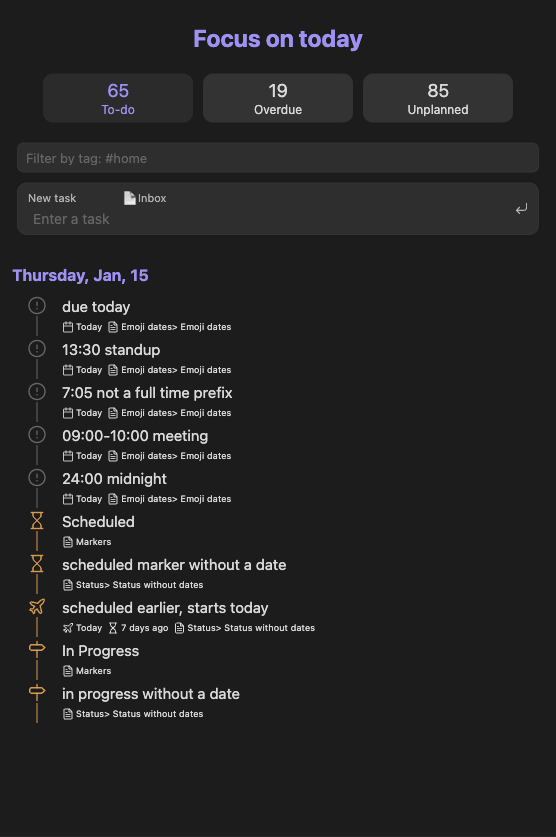 Focus on today
65
To-do
19
Overdue
85
Unplanned
Filter by tag: #home
New task
Inbox
Enter a task
Thursday, Jan, 15
due today
Today Emoji dates> Emoji dates
13:30 standup
Today Emoji dates> Emoji dates
7:05 not a full time prefix
Today Emoji dates> Emoji dates
09:00-10:00 meeting
Today Emoji dates> Emoji dates
24:00 midnight
Today Emoji dates> Emoji dates
Scheduled
Markers
scheduled marker without a date
Status> Status without dates
scheduled earlier, starts today
Today 7 days ago Status> Status without dates
In Progress
Markers
in progress without a date
Status> Status without dates